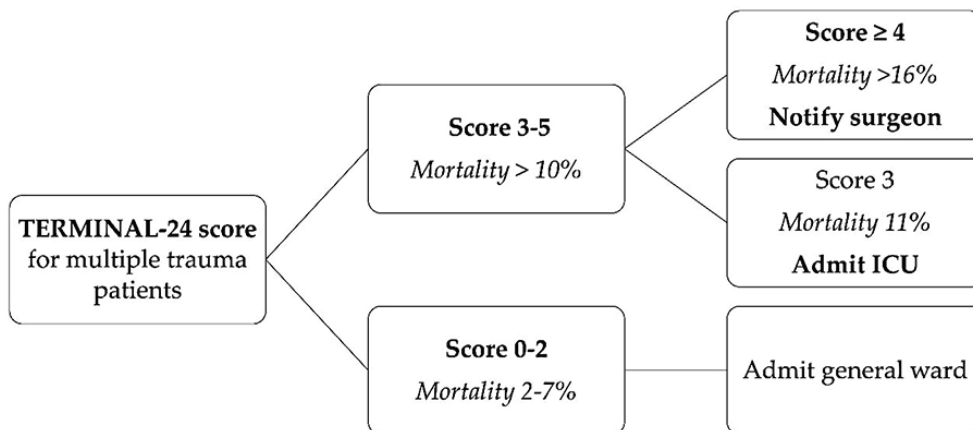 TERMINAL-24 score
for multiple trauma
patients
Score 3-5
Mortality > 10%
Score 0-2
Mortality 2-7%
Score ≥ 4
Mortality >16%
Notify surgeon
Score 3
Mortality 11%
Admit ICU
Admit general ward